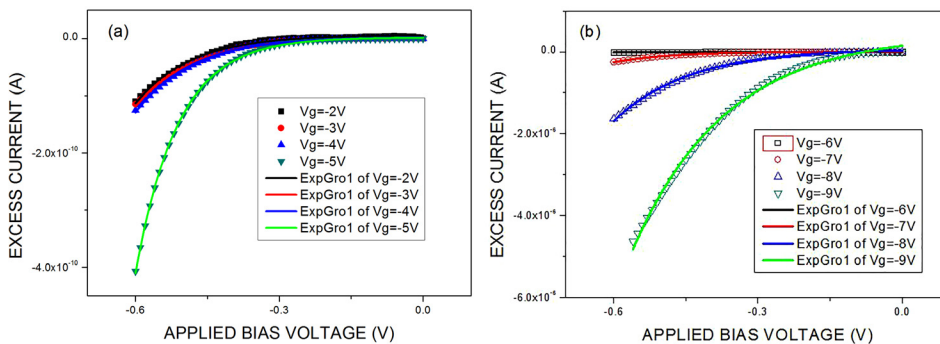 (a)
0.0
-2.0x10⁻¹⁰
-4.0x10⁻¹⁰
EXCESS CURRENT (A)
Vg=-2V
Vg=-3V
Vg=-4V
Vg=-5V
ExpGro1 of Vg=-2V
ExpGro1 of Vg=-3V
ExpGro1 of Vg=-4V
ExpGro1 of Vg=-5V
-0.6
-0.3
0.0
APPLIED BIAS VOLTAGE (V)
(b)
0.0
-2.0x10⁻⁶
-4.0x10⁻⁶
-6.0x10⁻⁶
EXCESS CURRENT (A)
Vg=-6V
Vg=-7V
Vg=-8V
Vg=-9V
ExpGro1 of Vg=-6V
ExpGro1 of Vg=-7V
ExpGro1 of Vg=-8V
ExpGro1 of Vg=-9V
-0.6
-0.3
0.0
APPLIED BIAS VOLTAGE (V)